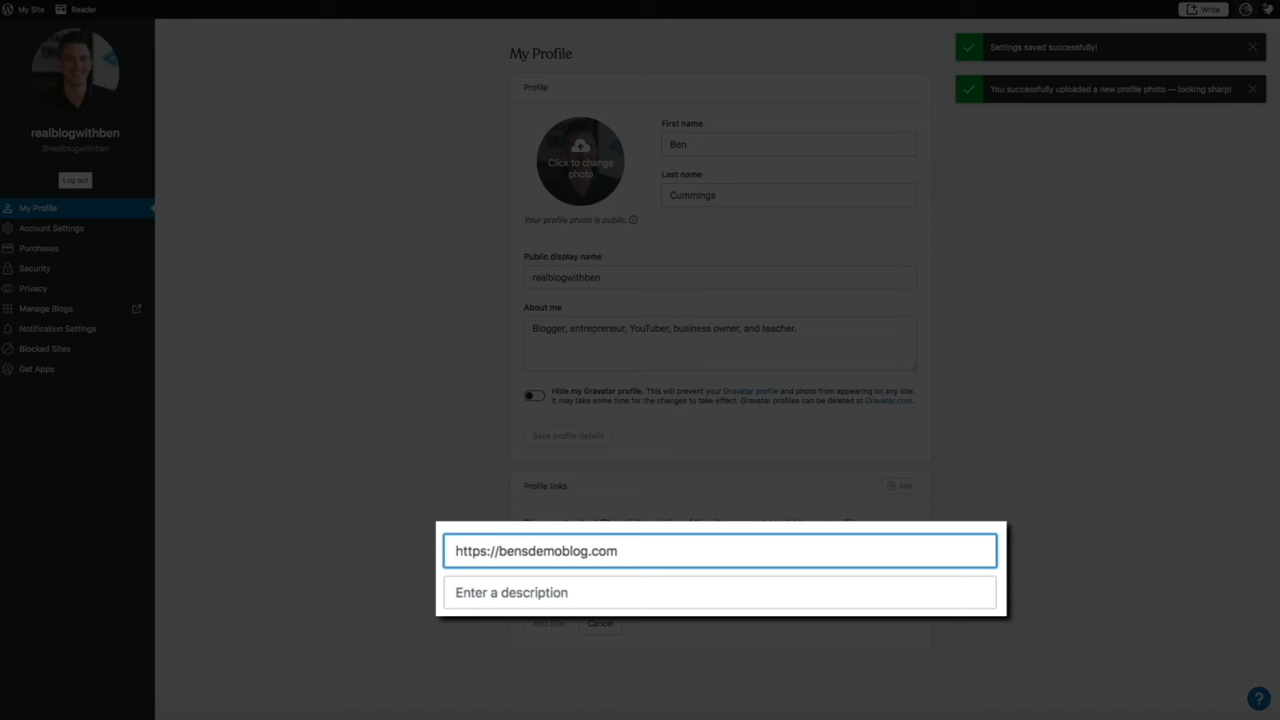 My Site
Reader
Write
realblogwithben
@realblogwithben
Log out
My Profile
Account Settings
Purchases
Security
Privacy
Manage Blogs
Notification Settings
Blocked Sites
Get Apps
My Profile
Profile
Click to change
photo
Your profile photo is public.
First name
Ben
Last name
Cummings
Public display name
realblogwithben
About me
Blogger, entrepreneur, YouTuber, business owner, and teacher.
Hide my Gravatar profile. This will prevent your Gravatar profile and photo from appearing on any site.
It may take some time for the changes to take effect. Gravatar profiles can be deleted at Gravatar.com.
Save profile details
Profile links
Add
https://bensdemoblog.com
Enter a description
Add Site
Cancel
Settings saved successfully!
You successfully uploaded a new profile photo — looking sharp!
?